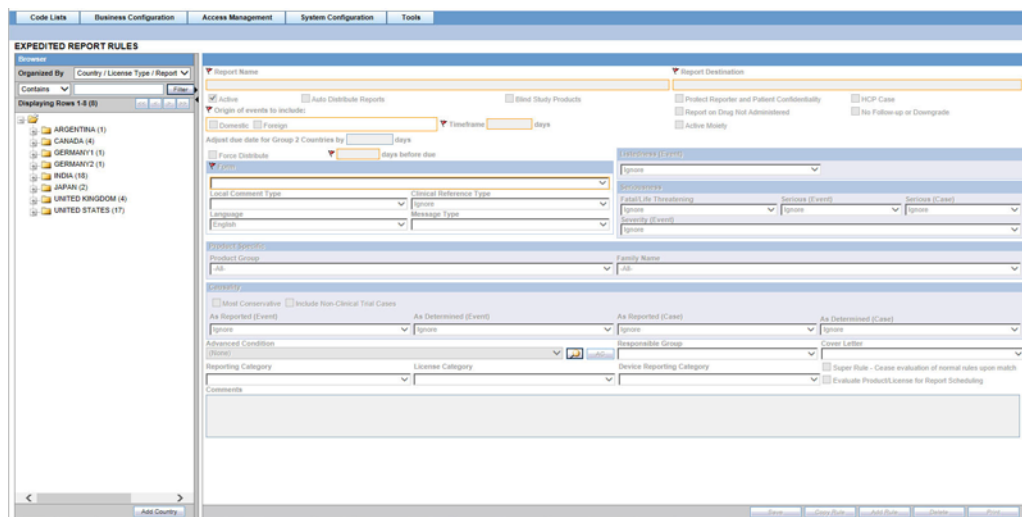 Code Lists Business Configuration Access Management System Configuration Tools
EXPEDITED REPORT RULES
Browser
Organized By Country / License Type / Report
Contains Filter
Displaying Rows 1-8 (8)
ARGENTINA (1)
CANADA (4)
GERMANY1 (1)
GERMANY2 (1)
INDIA (18)
JAPAN (2)
UNITED KINGDOM (4)
UNITED STATES (17)
Add Country
Report Name Report Destination
Active Auto Distribute Reports Blind Study Products Protect Reporter and Patient Confidentiality HCP Case
Origin of events to include: Report on Drug Not Administered No Follow-up or Downgrade
Domestic Foreign Timeframe days Active Moiety
Adjust due date for Group 2 Countries by days
Force Distribute days before due
Listedness (Event)
Ignore
Local Comment Type Clinical Reference Type
Ignore
Language Message Type
English
Seriousness
Fatal/Life Threatening Serious (Event) Serious (Case)
Ignore Ignore Ignore
Severity (Event)
Ignore
Product Specific
Product Group Family Name
-All- -All-
Causality
Most Conservative Include Non-Clinical Trial Cases
As Reported (Event) As Determined (Event) As Reported (Case) As Determined (Case)
Ignore Ignore Ignore Ignore
Advanced Condition Responsible Group Cover Letter
(None)
Reporting Category License Category Device Reporting Category Super Rule - Cease evaluation of normal rules upon match
Evaluate Product/License for Report Scheduling
Comments
Save Copy Rule Add Rule Delete Print